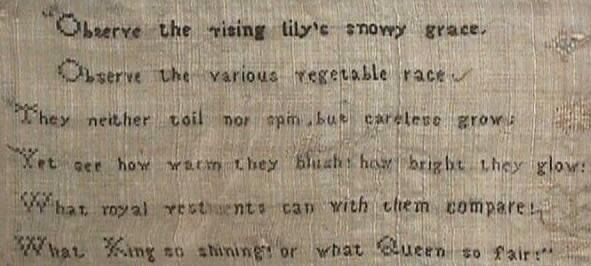 "Observe the rising lily's snowy grace.
Observe the various vegetable race
They neither toil nor spin, but careless grow;
Yet see how warm they blush! how bright they glow!
What royal vestments can with them compare!
What King so shining! or what Queen so fair!"